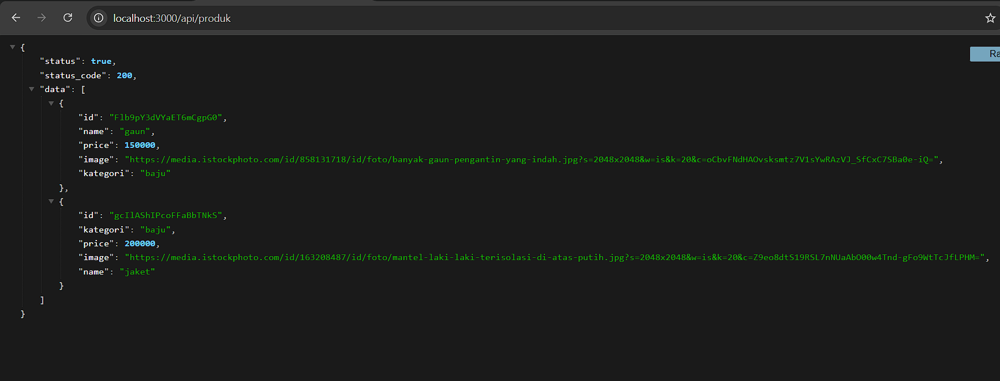 localhost:3000/api/produk
{
Ra
"status": true,
"status_code": 200,
"data": [
{
"id": "Flb9pY3dVYaET6mCgpG0",
"name": "gaun",
"price": 150000,
"image": "https://media.istockphoto.com/id/858131718/id/foto/banyak-gaun-pengantin-yang-indah.jpg?s=2048x2048&w=is&k=20&c=oCbvFNdHAOvsksmtz7V1sYwRAzVJ_SfCxC7SBa0e-iQ=",
"kategori": "baju"
},
{
"id": "gcIlAShIPcoFFaBbTNkS",
"kategori": "baju",
"price": 200000,
"image": "https://media.istockphoto.com/id/163208487/id/foto/mantel-laki-laki-terisolasi-di-atas-putih.jpg?s=2048x2048&w=is&k=20&c=Z9eo8dtS19RSL7nNUaAbO00w4Tnd-gFo9WtTcJfLPHM=",
"name": "jaket"
}
]
}